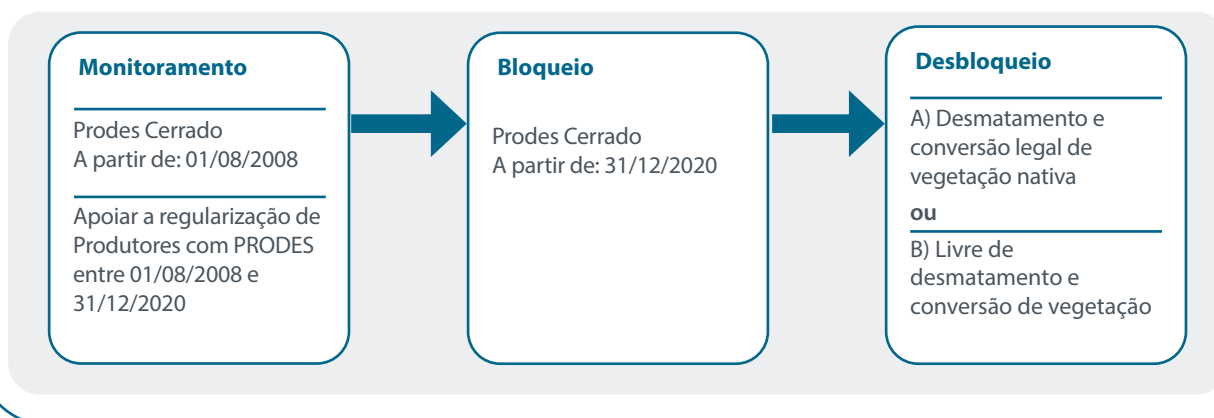 Monitoramento
Prodes Cerrado
A partir de: 01/08/2008
Apoiar a regularização de
Produtores com PRODES
entre 01/08/2008 e
31/12/2020
Bloqueio
Prodes Cerrado
A partir de: 31/12/2020
Desbloqueio
A) Desmatamento e
conversão legal de
vegetação nativa
ou
B) Livre de
desmatamento e
conversão de vegetação